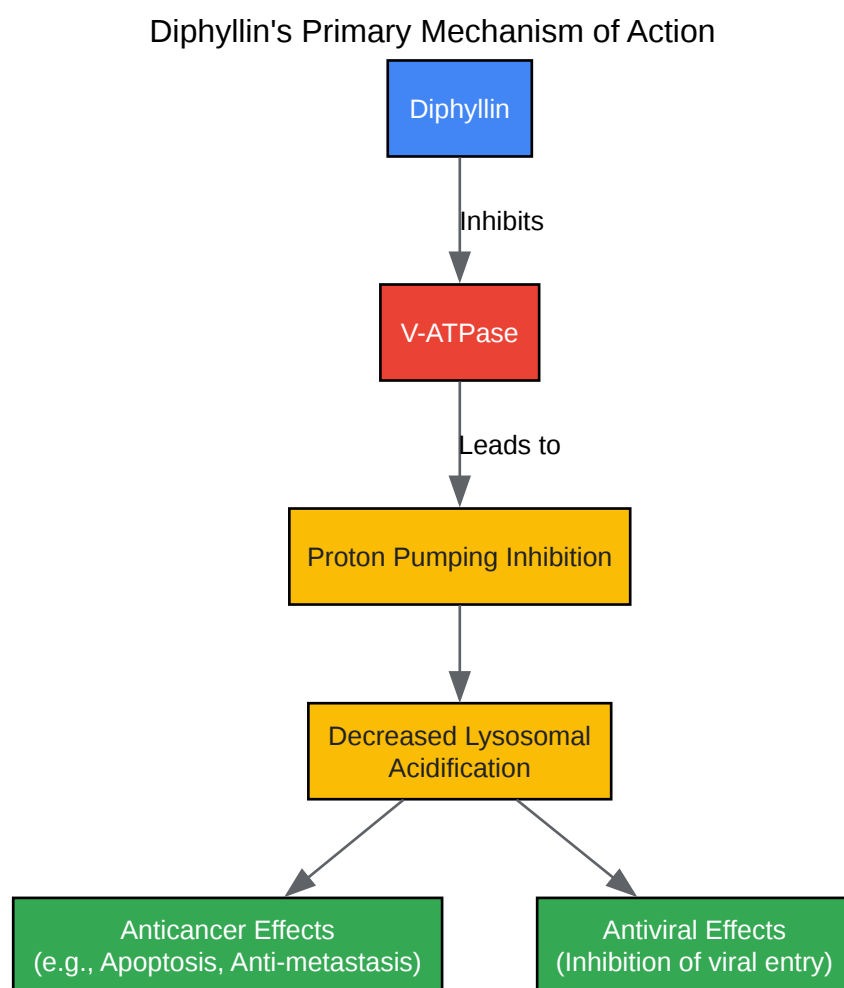 Diphyllin's Primary Mechanism of Action
Diphyllin
Inhibits
V-ATPase
Leads to
Proton Pumping Inhibition
Decreased Lysosomal
Acidification
Anticancer Effects
(e.g., Apoptosis, Anti-metastasis)
Antiviral Effects
(Inhibition of viral entry)